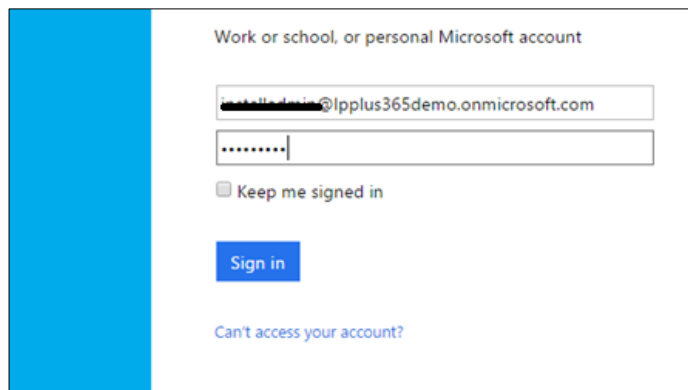 Work or school, or personal Microsoft account
@lpplus365demo.onmicrosoft.com
•••••••••
Keep me signed in
Sign in
Can't access your account?